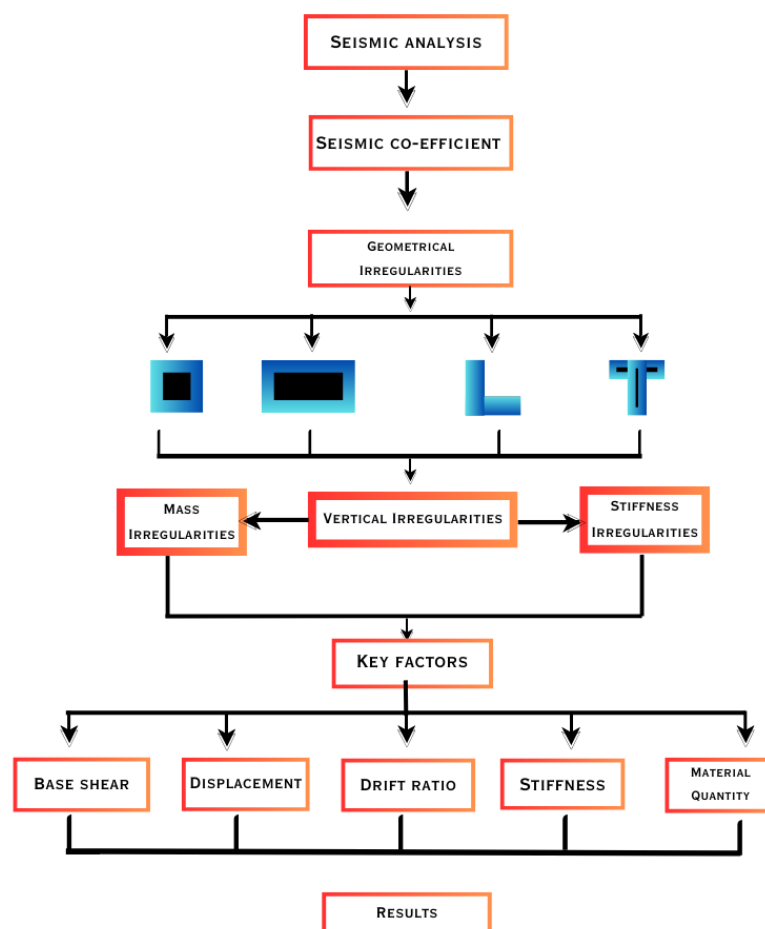 SEISMIC ANALYSIS
SEISMIC CO-EFFICIENT
GEOMETRICAL
IRREGULARITIES
MASS
IRREGULARITIES
VERTICAL IRREGULARITIES
STIFFNESS
IRREGULARITIES
KEY FACTORS
BASE SHEAR
DISPLACEMENT
DRIFT RATIO
STIFFNESS
MATERIAL
QUANTITY
RESULTS